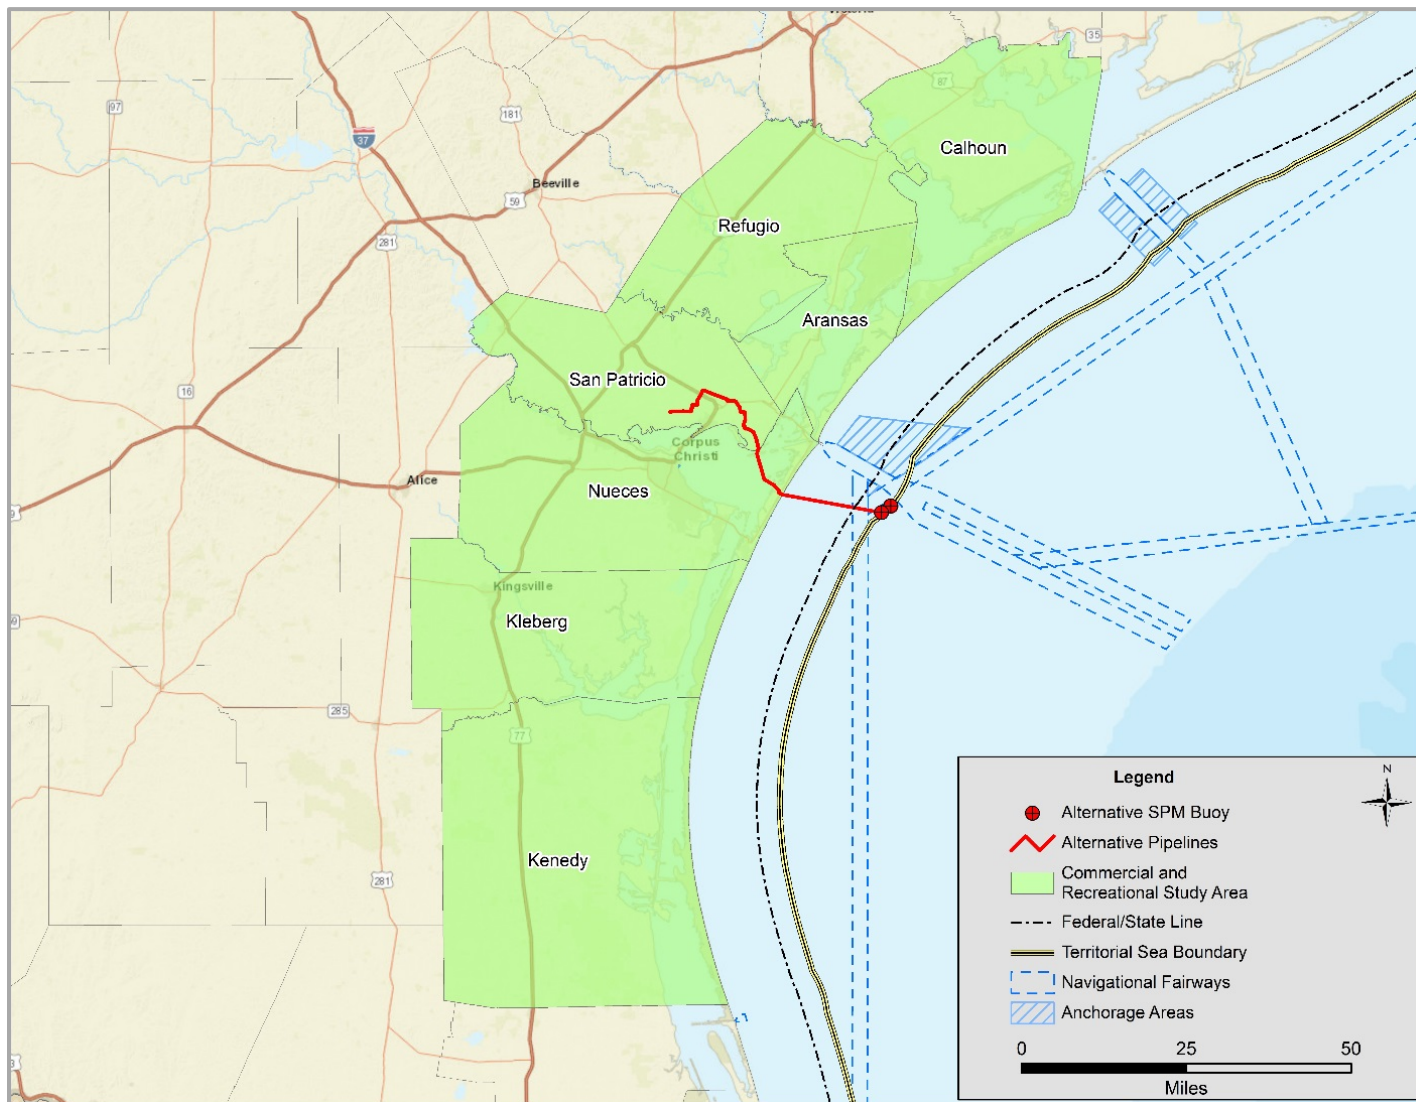 Victoria
35
87
97
181
37
Calhoun
Beeville
59
Refugio
281
Aransas
San Patricio
16
Corpus
Christi
Alice
Nueces
Kingsville
Kleberg
285
77
Kenedy
281
Legend
N
Alternative SPM Buoy
Alternative Pipelines
Commercial and
Recreational Study Area
Federal/State Line
Territorial Sea Boundary
Navigational Fairways
Anchorage Areas
0
25
50
Miles